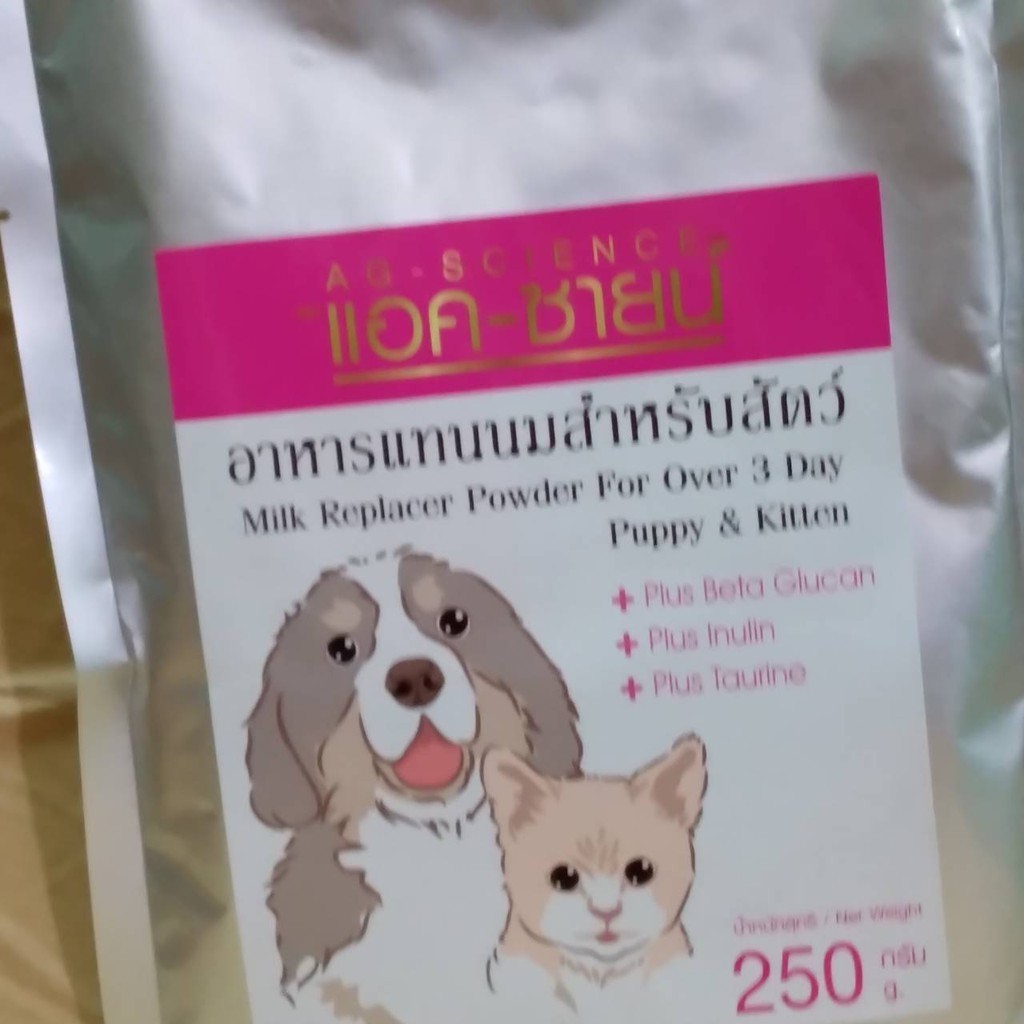 AG-SCIENCE
แอค-ซายน์
อาหารแทนนมสำหรับสัตว์
Milk Replacer Powder For Over 3 Day
Puppy & Kitten
+ Plus Beta Glucan
+ Plus Inulin
+ Plus Taurine
น้ำหนักสุทธิ / Net Weight
250 กรัม
g.